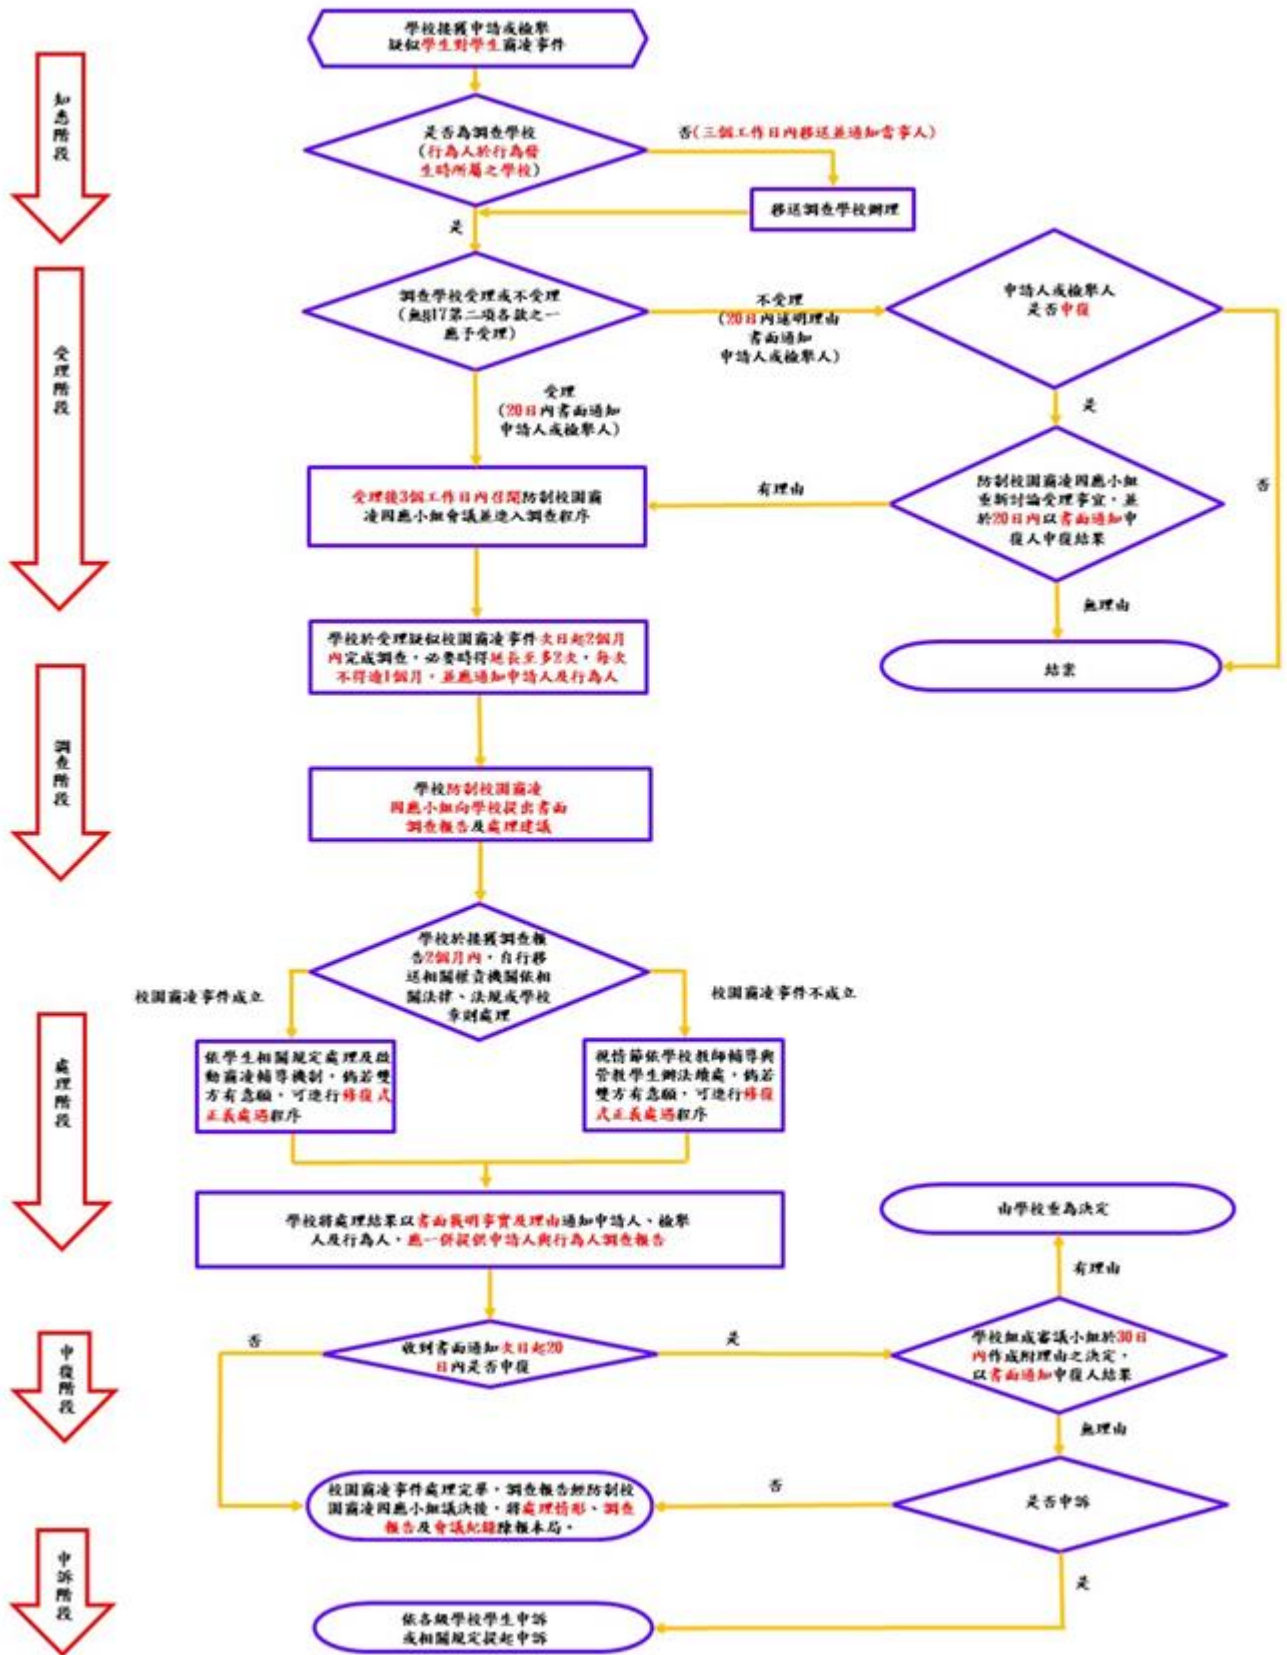 學校接獲申請或檢舉
疑似學生對學生霸凌事件
知悉階段
是否為調查學校
(行為人於行為發
生時所屬之學校)
否(三個工作日內移送並通知當事人)
移送調查學校辦理
是
受理階段
調查學校受理或不受理
(無§17第二項各款之一
應予受理)
不受理
(20日內述明理由
書面通知
申請人或檢舉人)
申請人或檢舉人
是否申復
受理
(20日內書面通知
申請人或檢舉人)
是
否
受理後3個工作日內召開防制校園霸
凌因應小組會議並進入調查程序
有理由
防制校園霸凌因應小組
重新討論受理事宜，並
於20日內以書面通知申
復人申復結果
無理由
結案
調查階段
學校於受理疑似校園霸凌事件次日起2個月
內完成調查，必要時得延長至多2次，每次
不得逾1個月，並應通知申請人及行為人
學校防制校園霸凌
因應小組向學校提出書面
調查報告及處理建議
處理階段
學校於接獲調查報
告2個月內，自行移
送相關權責機關依相
關法律、法規或學校
章則處理
校園霸凌事件成立
校園霸凌事件不成立
依學生相關規定處理及啟
動霸凌輔導機制，倘若雙
方有意願，可進行修復式
正義處遇程序
視情節依學校教師輔導與
管教學生辦法續處，倘若
雙方有意願，可進行修復
式正義處遇程序
學校將處理結果以書面載明事實及理由通知申請人、檢舉
人及行為人，應一併提供申請人與行為人調查報告
由學校重為決定
有理由
申復階段
收到書面通知次日起20
日內是否申復
否
是
學校組成審議小組於30日
內作成附理由之決定，
以書面通知申復人結果
無理由
校園霸凌事件處理完畢，調查報告經防制校
園霸凌因應小組議決後，將處理情形、調查
報告及會議紀錄陳報本局。
否
是否申訴
是
申訴階段
依各級學校學生申訴
或相關規定提起申訴